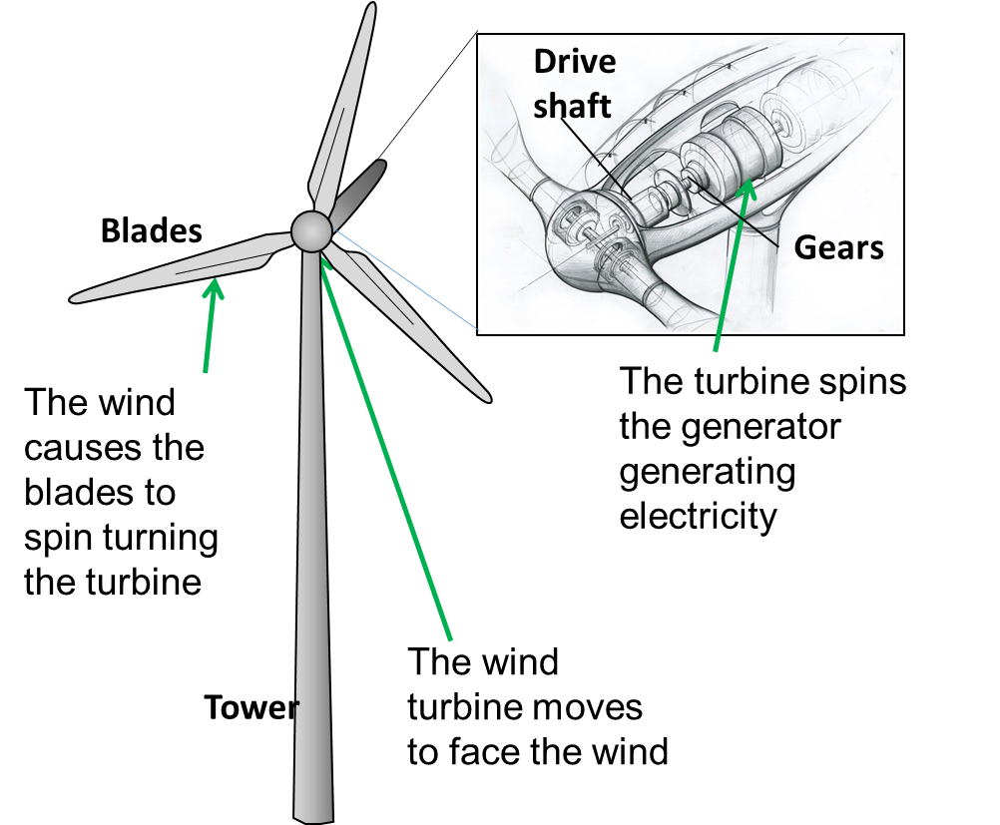 Drive
shaft
Blades
Gears
The wind
causes the
blades to
spin turning
the turbine
The turbine spins
the generator
generating
electricity
Tower
The wind
turbine moves
to face the wind